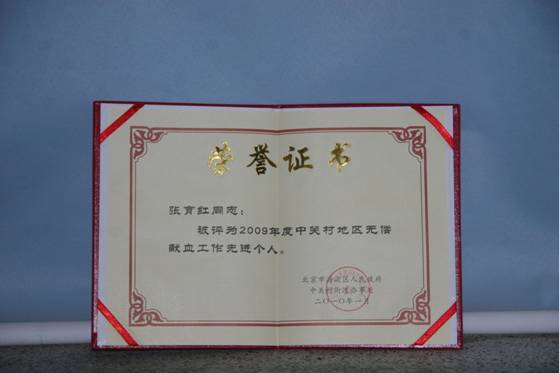 荣誉证书
张育红同志：
被评为2009年度中关村地区无偿
献血工作先进个人。
北京市海淀区人民政府
中关村街道办事处
二〇一〇年一月